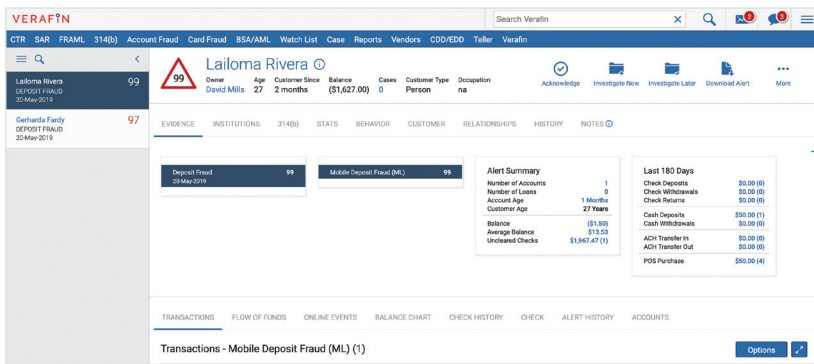 VERAFIN
Search Verafin
2
3
CTR SAR FRAML 314(b) Account Fraud Card Fraud BSA/AML Watch List Case Reports Vendors CDD/EDD Teller Verafin
Lailoma Rivera 99
DEPOSIT FRAUD
20-May-2019
Gerharda Fardy 97
DEPOSIT FRAUD
20-May-2019
99
Lailoma Rivera
Owner Age Customer Since Balance Cases Customer Type Occupation
David Mills 27 2 months ($1,627.00) 0 Person na
Acknowledge Investigate Now Investigate Later Download Alert More
EVIDENCE INSTITUTIONS 314(b) STATS BEHAVIOR CUSTOMER RELATIONSHIPS HISTORY NOTES
Deposit Fraud 99
20-May-2019
Mobile Deposit Fraud (ML) 99
Alert Summary
Number of Accounts 1
Number of Loans 0
Account Age 1 Months
Customer Age 27 Years
Balance ($1.50)
Average Balance $13.53
Uncleared Checks $1,967.47 (1)
Last 180 Days
Check Deposits $0.00 (0)
Check Withdrawals $0.00 (0)
Check Returns $0.00 (0)
Cash Deposits $50.00 (1)
Cash Withdrawals $0.00 (0)
ACH Transfer In $0.00 (0)
ACH Transfer Out $0.00 (0)
POS Purchase $50.00 (4)
TRANSACTIONS FLOW OF FUNDS ONLINE EVENTS BALANCE CHART CHECK HISTORY CHECK ALERT HISTORY ACCOUNTS
Transactions - Mobile Deposit Fraud (ML) (1)
Options